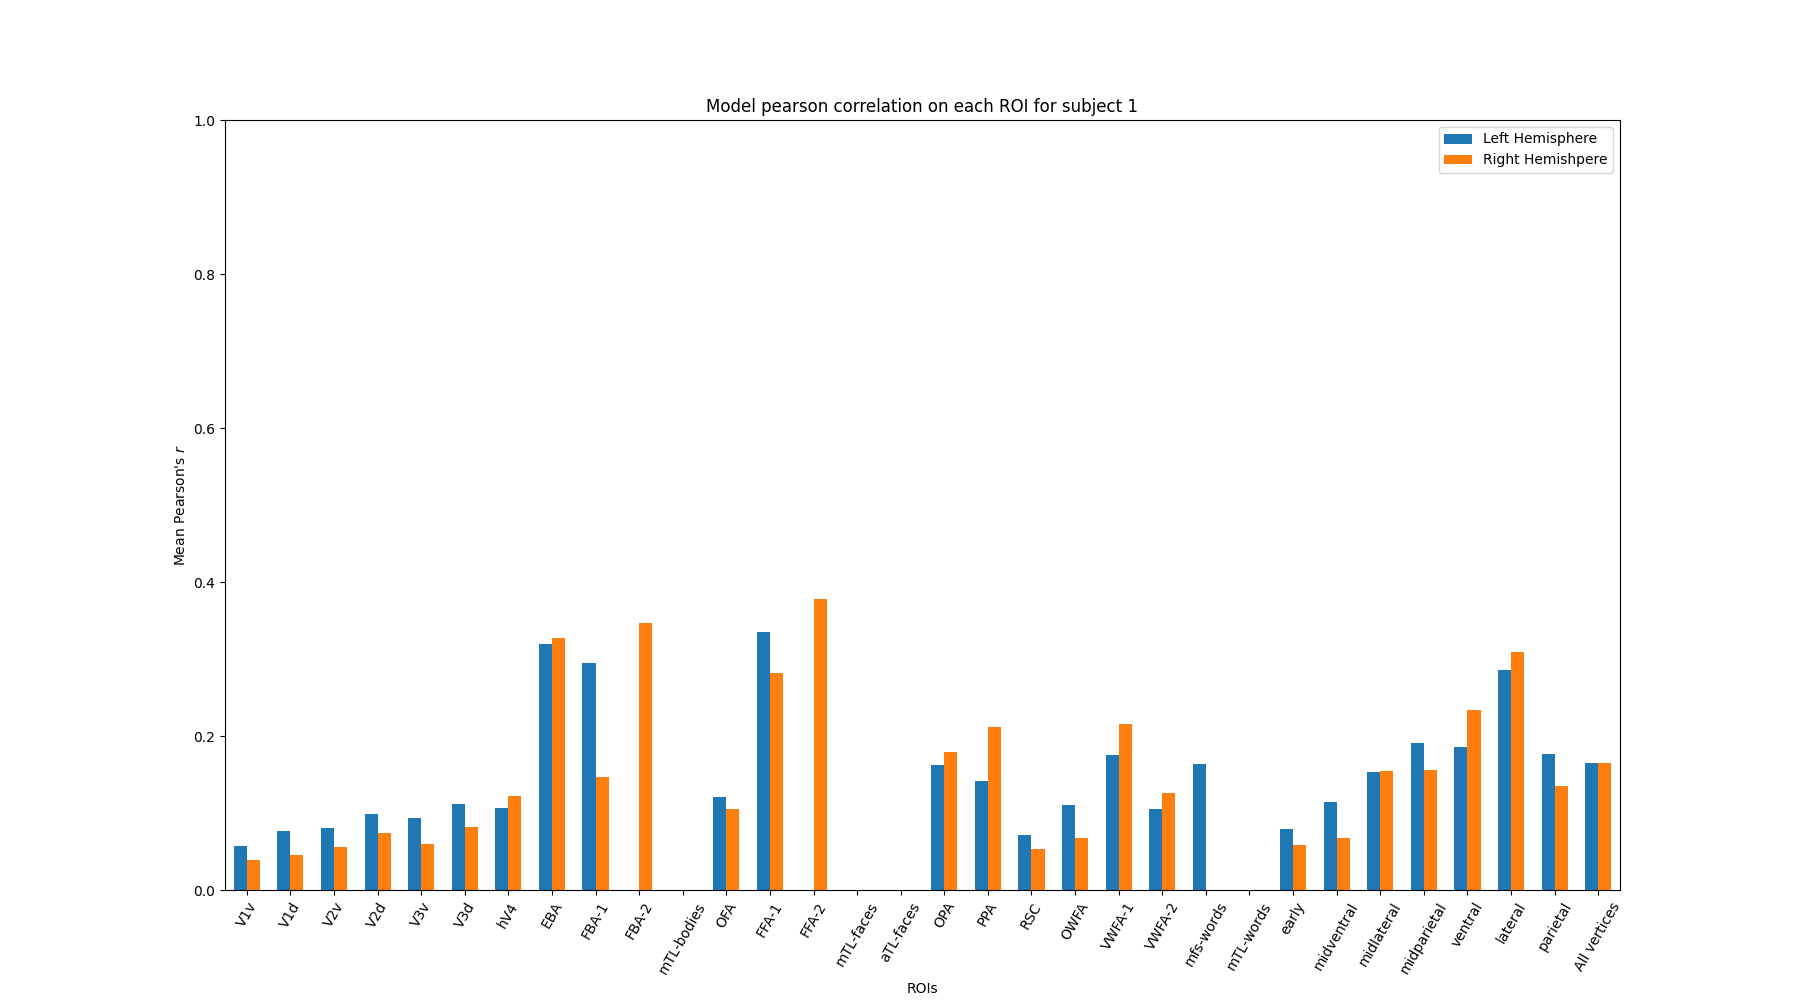 Model pearson correlation on each ROI for subject 1
1.0
0.8
0.6
0.4
0.2
0.0
Mean Pearson's r
Left Hemisphere
Right Hemishpere
V1v
V1d
V2v
V2d
V3v
V3d
hV4
EBA
FBA-1
FBA-2
mTL-bodies
OFA
FFA-1
FFA-2
mTL-faces
aTL-faces
OPA
PPA
RSC
OWFA
VWFA-1
VWFA-2
mfs-words
mTL-words
early
midventral
midlateral
midparietal
ventral
lateral
parietal
All vertices
ROIs